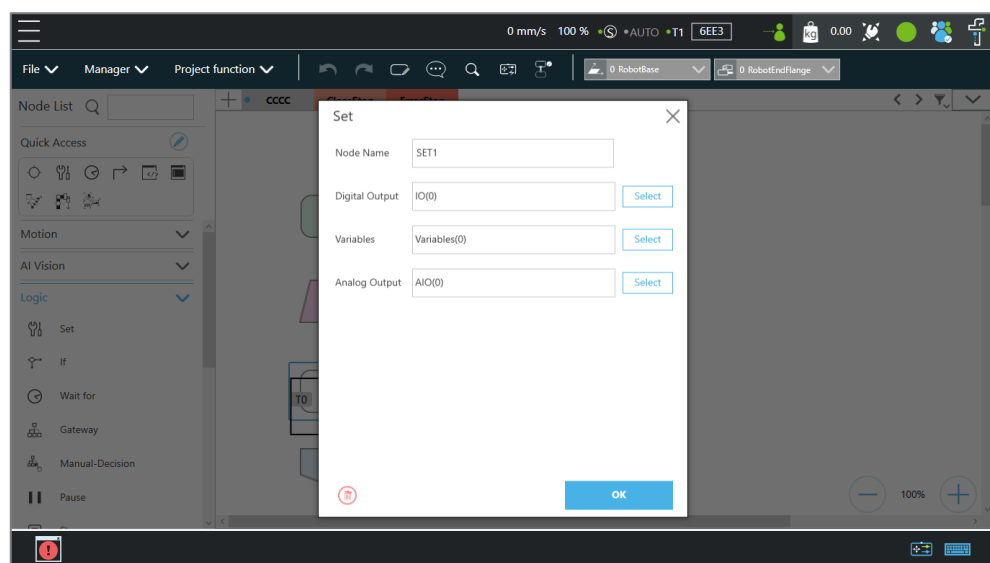 0 mm/s 100 % •Ⓢ •AUTO •T1 6EE3 kg 0.00
File Manager Project function 0 RobotBase 0 RobotEndFlange
Node List
cccc
Quick Access
Motion
AI Vision
Logic
Set
If
Wait for
Gateway
Manual-Decision
Pause
Set
Node Name SET1
Digital Output IO(0) Select
Variables Variables(0) Select
Analog Output AIO(0) Select
T0
OK
100%